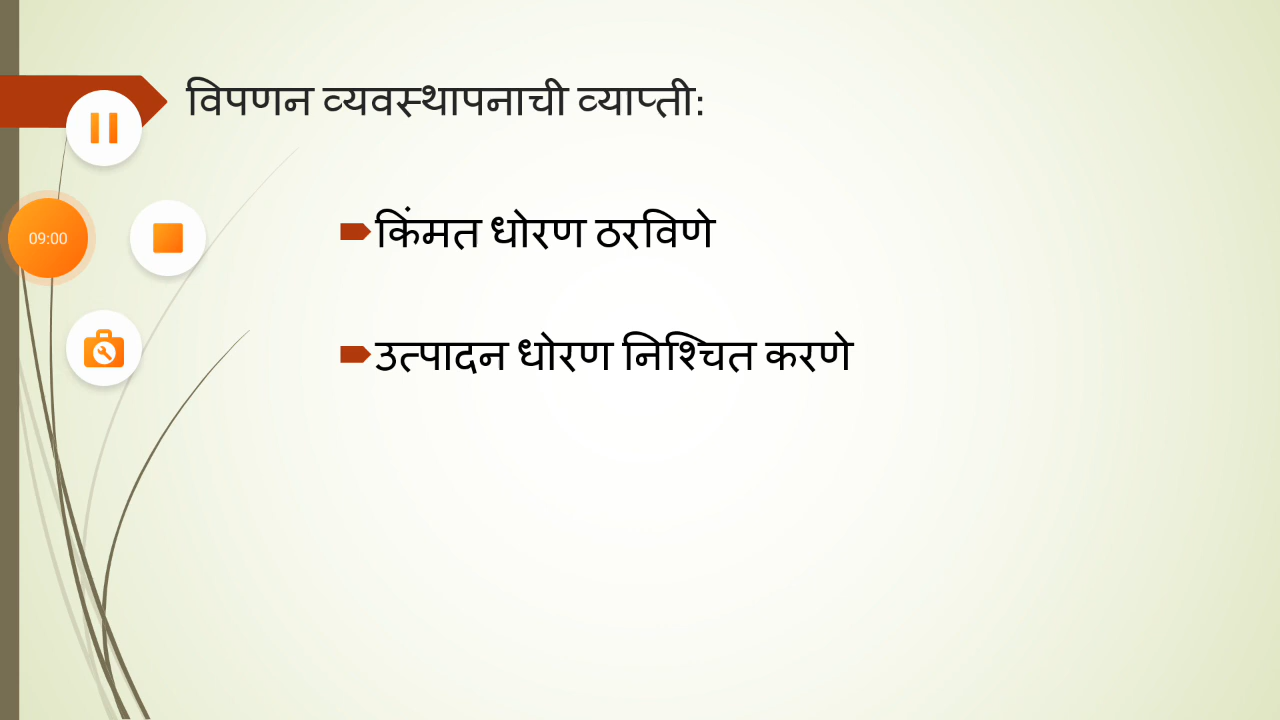 विपणन व्यवस्थापनाची व्याप्ती:
किंमत धोरण ठरविणे
09:00
उत्पादन धोरण निश्चित करणे